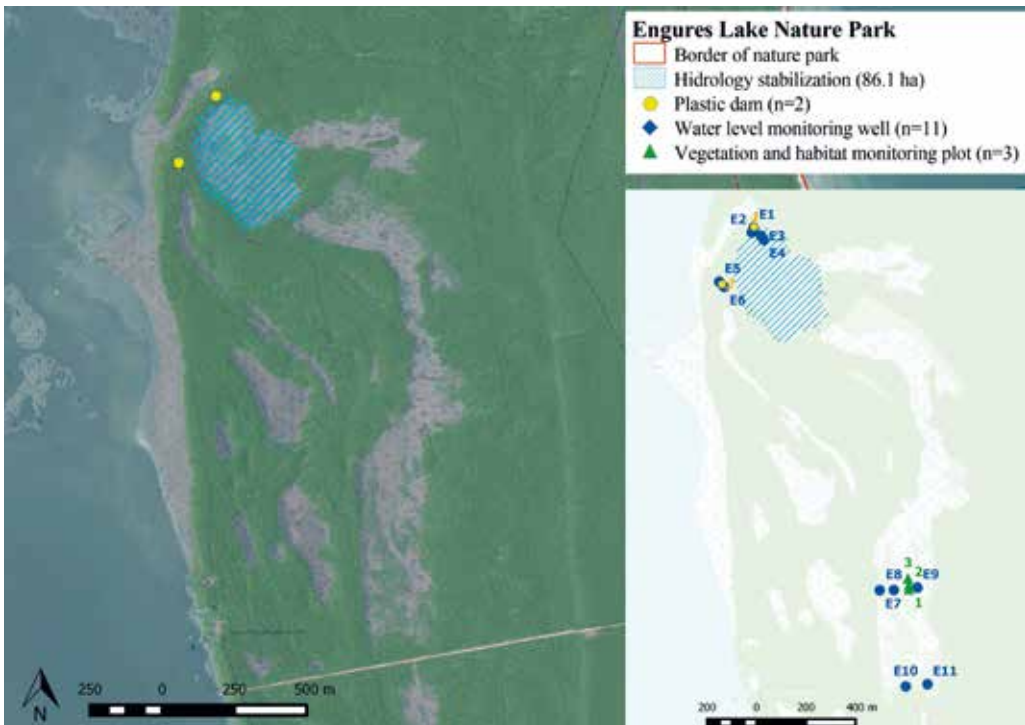 Engures Lake Nature Park
Border of nature park
Hidrology stabilization (86.1 ha)
Plastic dam (n=2)
Water level monitoring well (n=11)
Vegetation and habitat monitoring plot (n=3)
E2 E1
E3
E4
E5
E6
3
E8 2 E9
E7 1
E10 E11
N
250 0 250 500 m
200 0 200 400 m